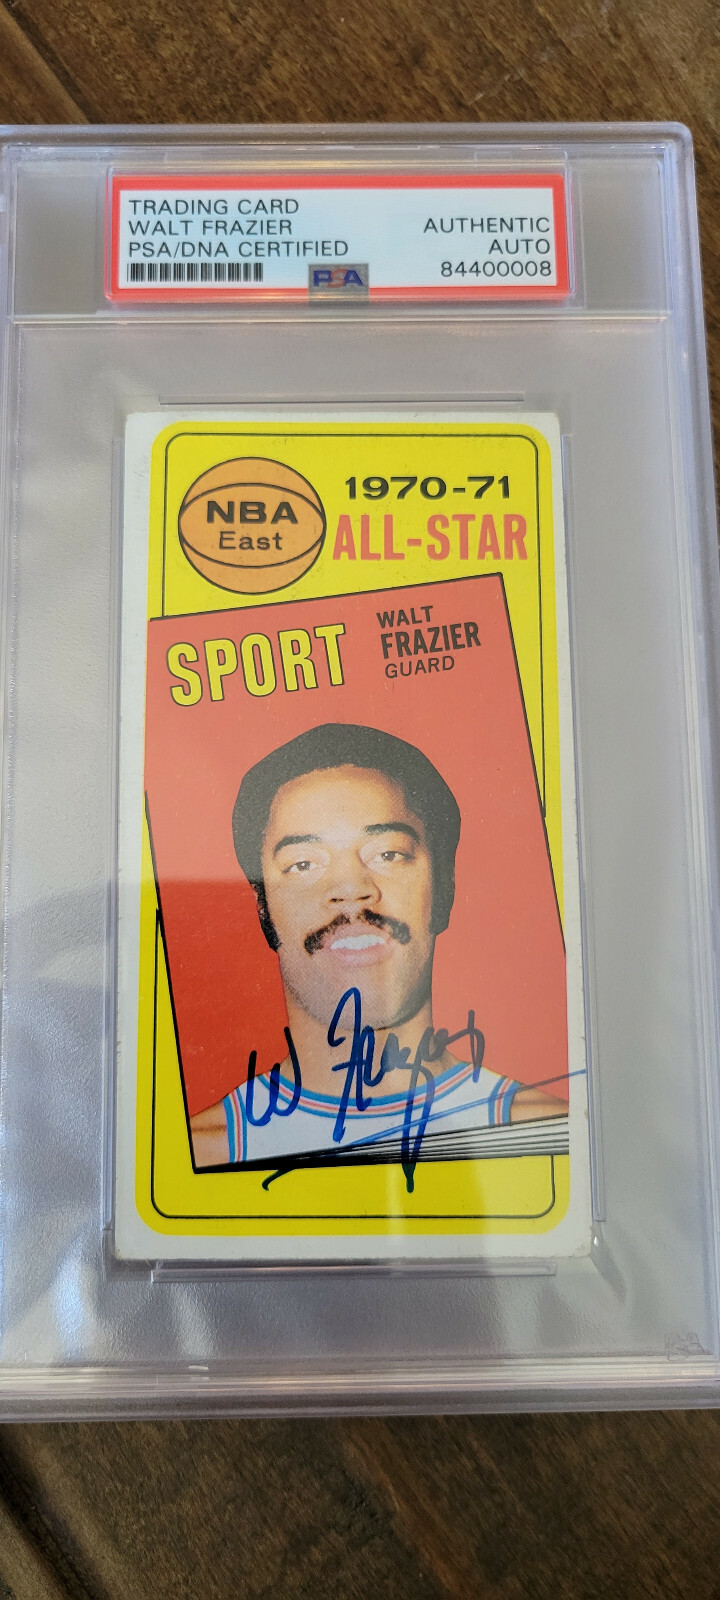 TRADING CARD
WALT FRAZIER
PSA/DNA CERTIFIED
AUTHENTIC
AUTO
84400008
PSA
NBA
East
1970-71
ALL-STAR
SPORT
WALT
FRAZIER
GUARD
W Frazier